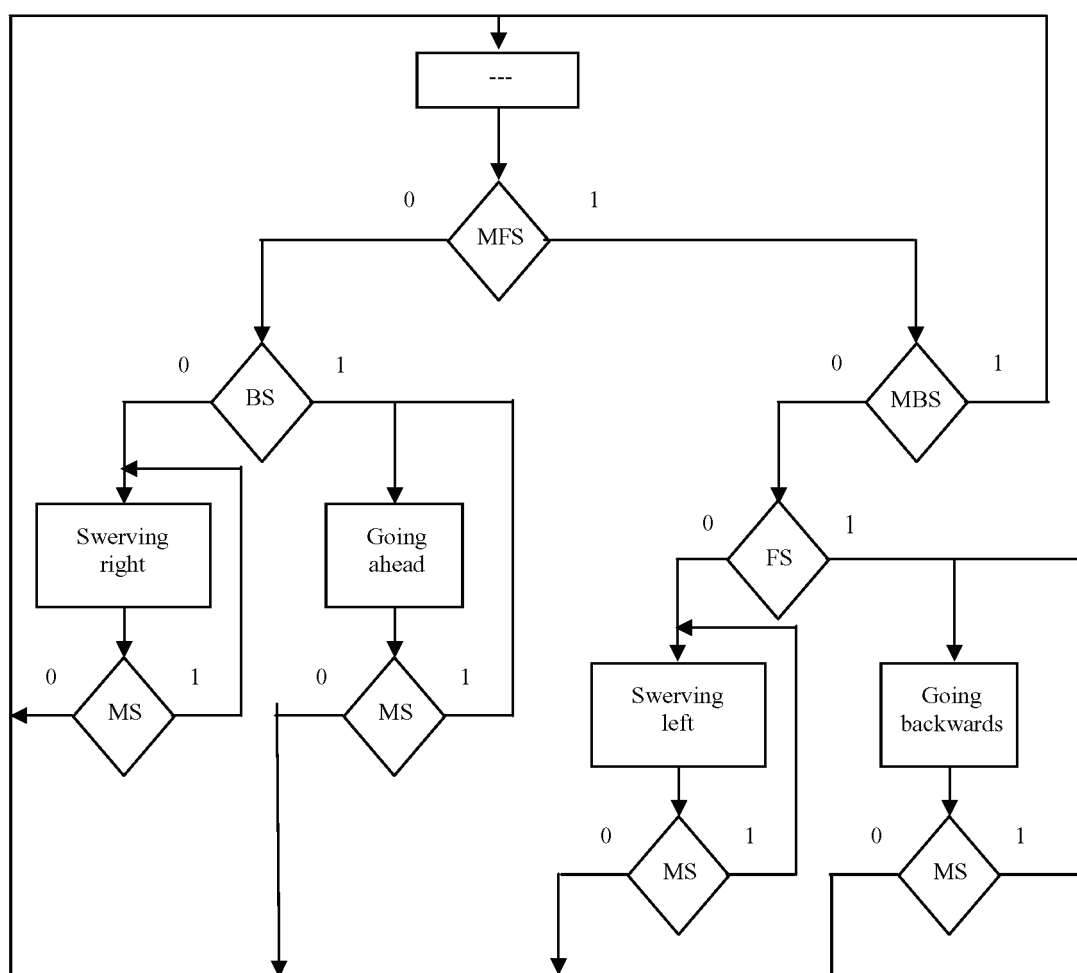 ---
0 1
MFS
0 1
BS
0 1
MBS
Swerving
right
Going
ahead
0 1
FS
0 1
MS
0 1
MS
Swerving
left
Going
backwards
0 1
MS
0 1
MS